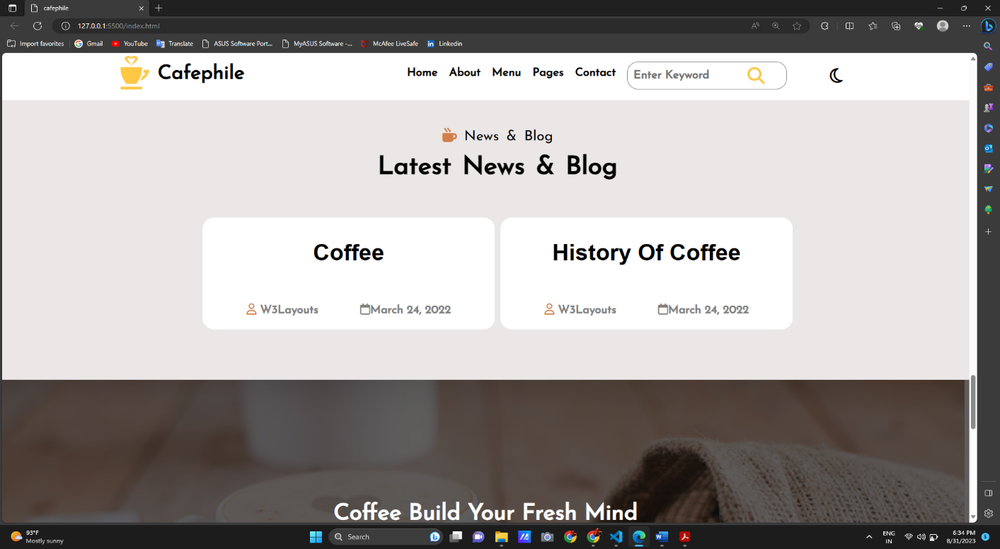 cafephile
127.0.0.1:5500/index.html
Import favorites Gmail YouTube Translate ASUS Software Port... MyASUS Software -... McAfee LiveSafe Linkedin
Cafephile Home About Menu Pages Contact Enter Keyword
News & Blog
Latest News & Blog
Coffee History Of Coffee
W3Layouts March 24, 2022 W3Layouts March 24, 2022
Coffee Build Your Fresh Mind
93°F
Mostly sunny
Search
ENG
IN
6:34 PM
8/31/2023
5